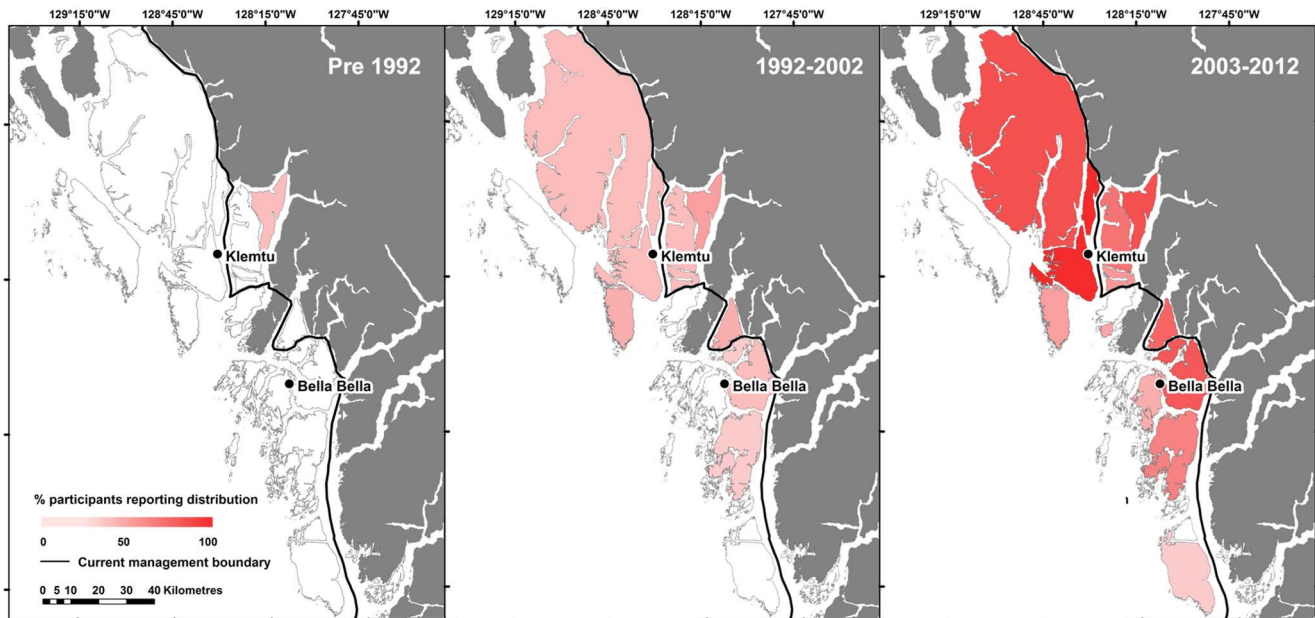 129°15'0"W 128°45'0"W 128°15'0"W 127°45'0"W
129°15'0"W 128°45'0"W 128°15'0"W 127°45'0"W
129°15'0"W 128°45'0"W 128°15'0"W 127°45'0"W
Pre 1992
Klemtu
Bella Bella
% participants reporting distribution
0 50 100
Current management boundary
0 5 10 20 30 40 Kilometres
1992-2002
Klemtu
Bella Bella
2003-2012
Klemtu
Bella Bella